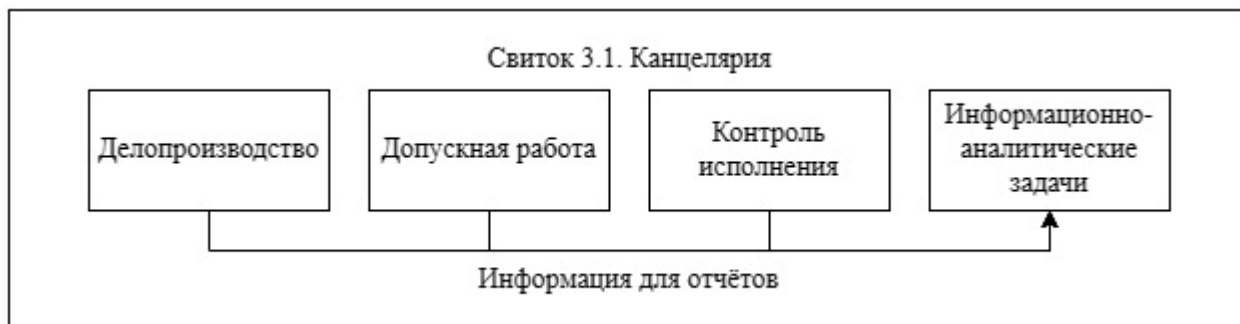 Свиток 3.1. Канцелярия
Делопроизводство
Допускная работа
Контроль
исполнения
Информационно-
аналитические
задачи
Информация для отчётов